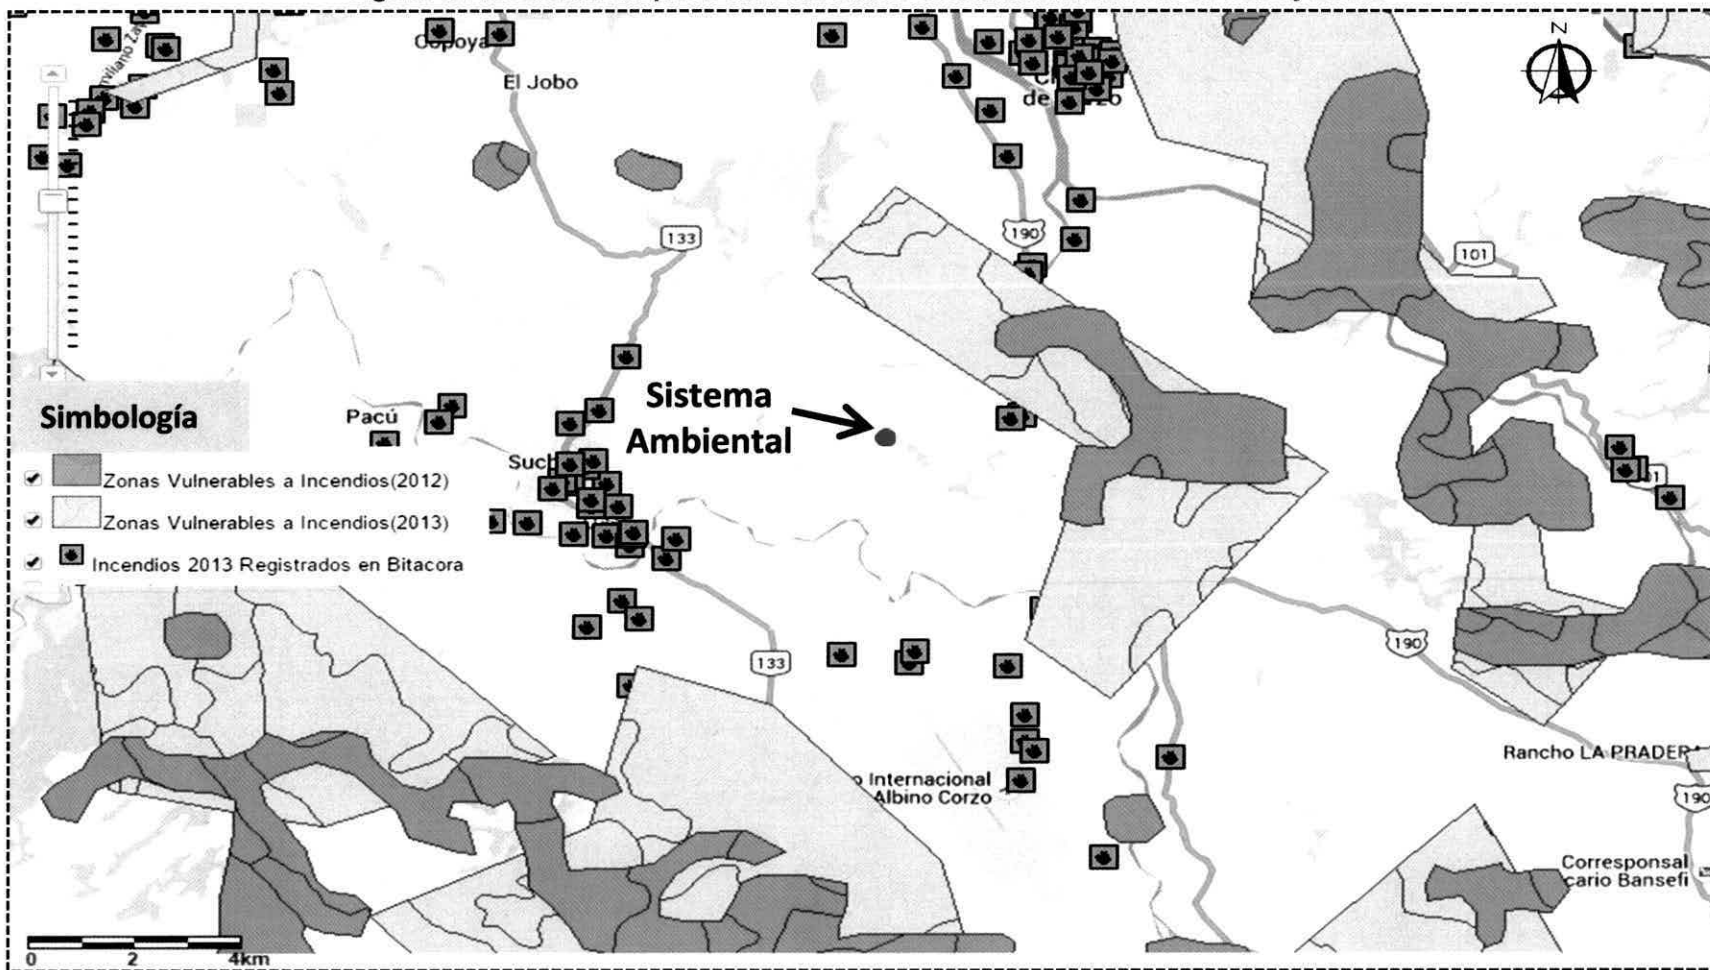 Copoya
El Jobo
133
190
101
Pacú
Sistema
Ambiental
Simbología
Zonas Vulnerables a Incendios(2012)
Zonas Vulnerables a Incendios(2013)
Incendios 2013 Registrados en Bitacora
133
190
Rancho LA PRADERA
o Internacional
Albino Corzo
190
Corresponsal
cario Bansefi
0 2 4km
N